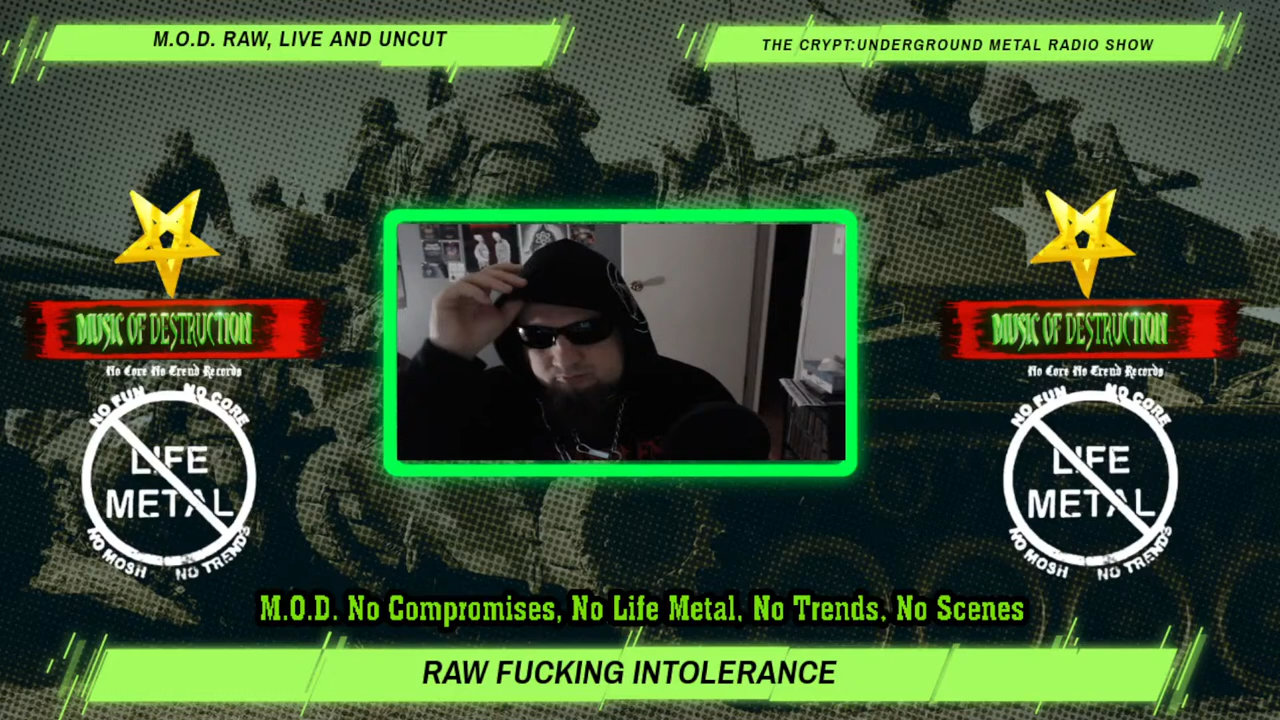 M.O.D. RAW, LIVE AND UNCUT
THE CRYPT:UNDERGROUND METAL RADIO SHOW
MUSIC OF DESTRUCTION
No Core No Trend Records
NO FUN
NO CORE
LIFE
METAL
NO MOSH
NO TRENDS
MUSIC OF DESTRUCTION
No Core No Trend Records
NO FUN
NO CORE
LIFE
METAL
NO MOSH
NO TRENDS
M.O.D. No Compromises, No Life Metal, No Trends, No Scenes
RAW FUCKING INTOLERANCE